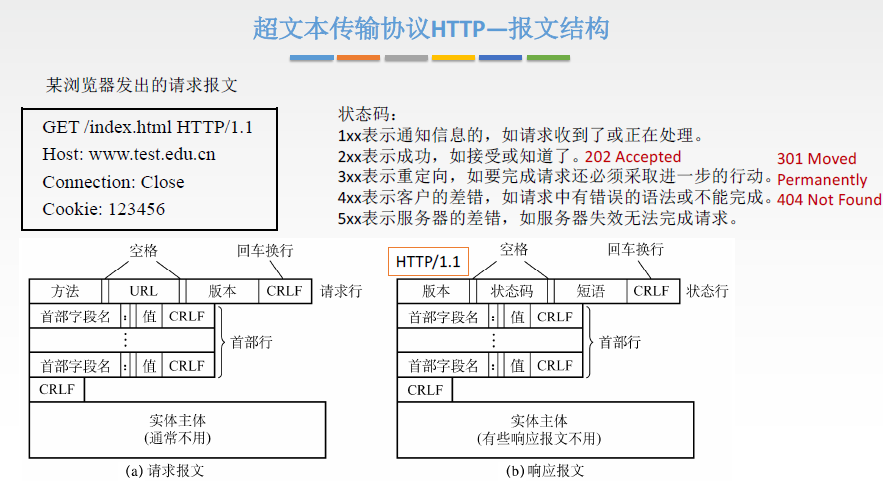 超文本传输协议HTTP—报文结构
某浏览器发出的请求报文
GET /index.html HTTP/1.1
Host: www.test.edu.cn
Connection: Close
Cookie: 123456
状态码：
1xx表示通知信息的，如请求收到了或正在处理。
2xx表示成功，如接受或知道了。202 Accepted
3xx表示重定向，如要完成请求还必须采取进一步的行动。
4xx表示客户的差错，如请求中有错误的语法或不能完成。
5xx表示服务器的差错，如服务器失效无法完成请求。
301 Moved
Permanently
404 Not Found
空格
回车换行
方法 URL 版本 CRLF 请求行
首部字段名 : 值 CRLF
⋮
首部行
首部字段名 : 值 CRLF
CRLF
实体主体
(通常不用)
(a) 请求报文
HTTP/1.1
空格
回车换行
版本 状态码 短语 CRLF 状态行
首部字段名 : 值 CRLF
⋮
首部行
首部字段名 : 值 CRLF
CRLF
实体主体
(有些响应报文不用)
(b) 响应报文